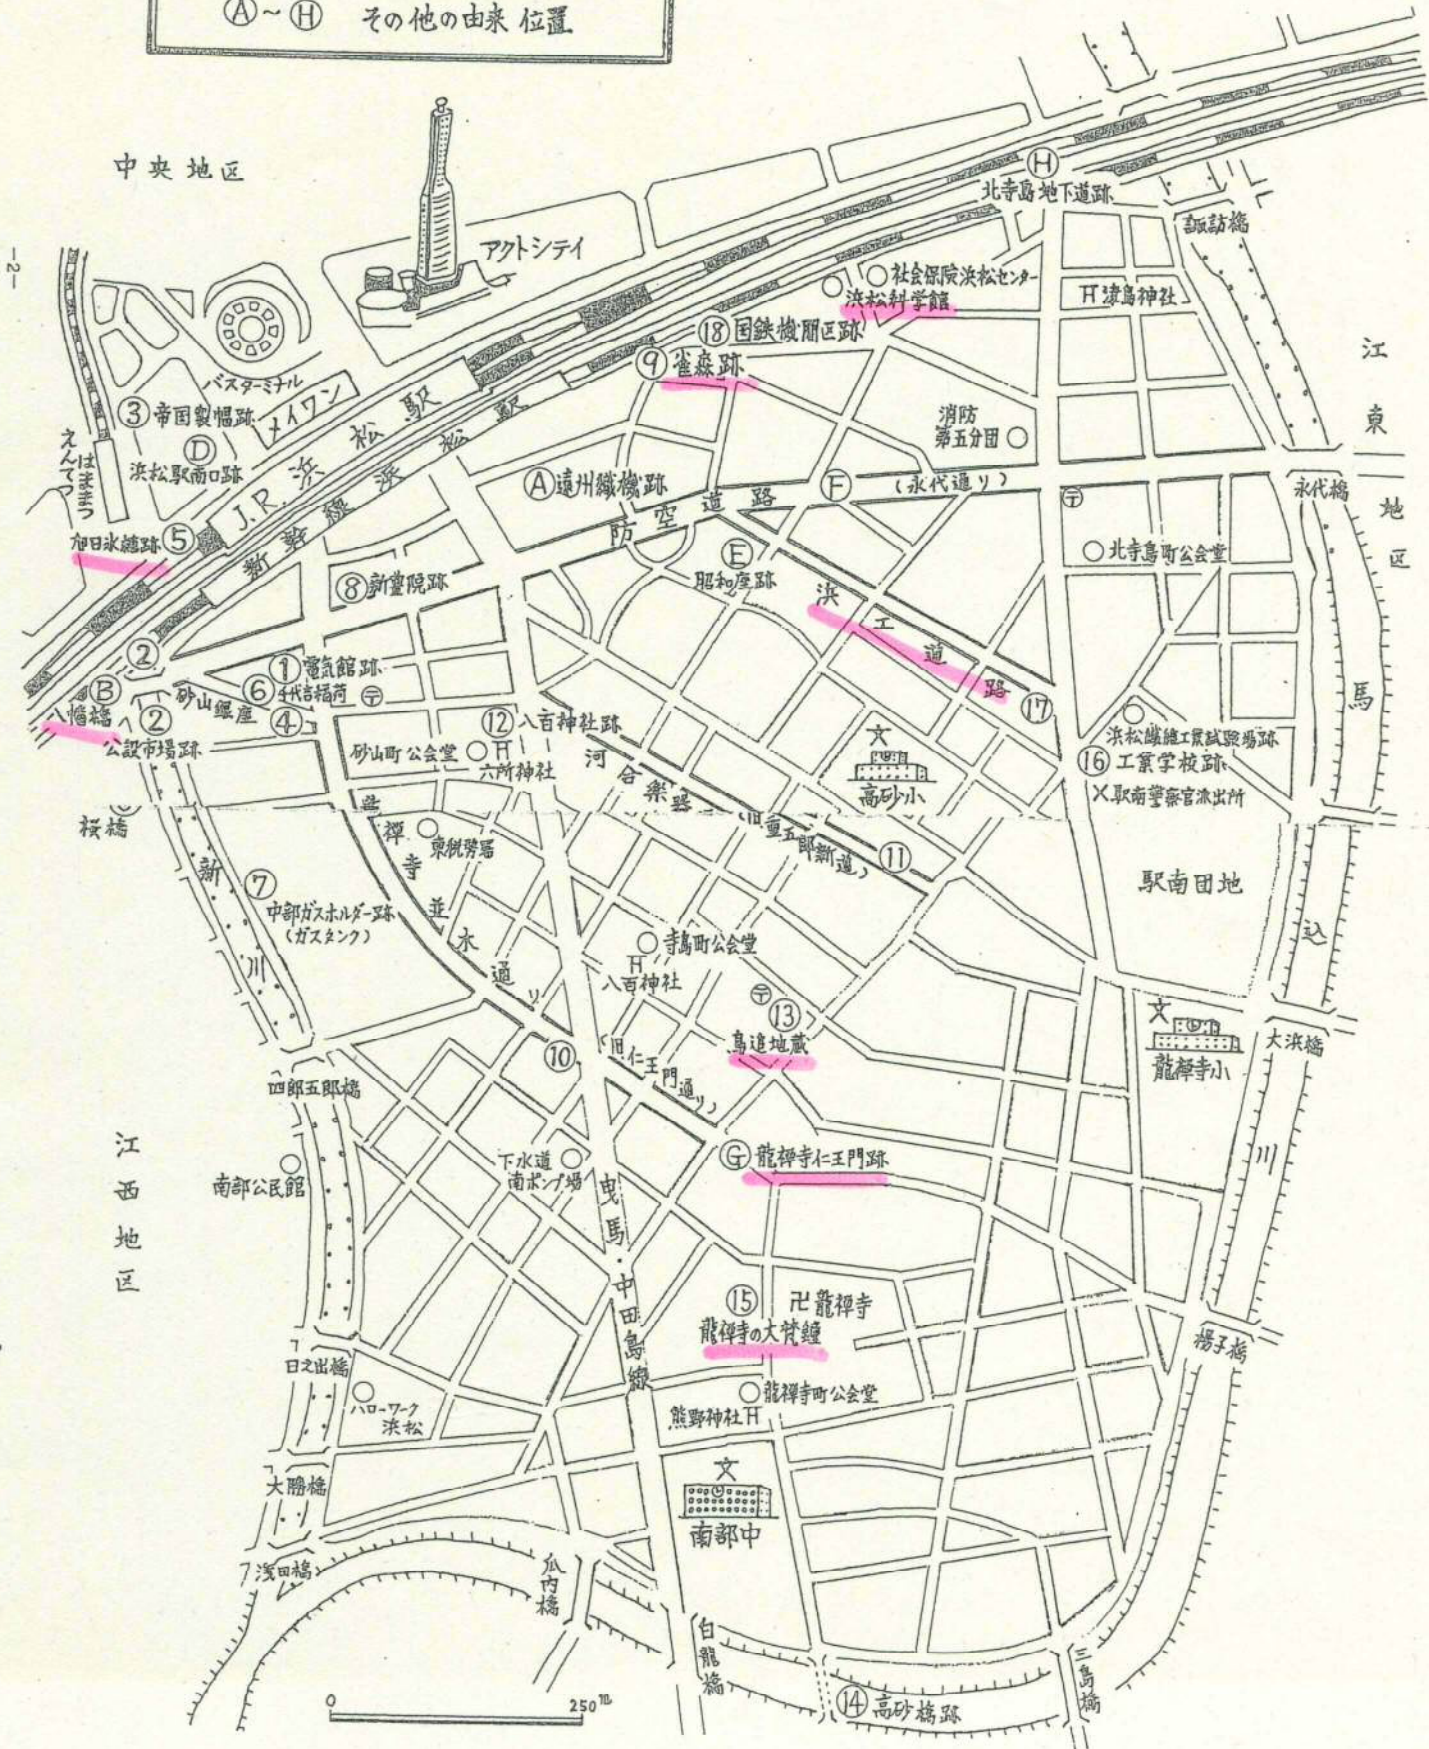 Ⓐ～Ⓗ その他の由来 位置
中央地区
-2-
アクトシティ
Ⓗ
北寺島地下道跡
諏訪橋
社会保険浜松センター
浜松科学館
津島神社
⑱国鉄機関区跡
⑨雀森跡
江東地区
バスターミナル
メイワン
③帝国製帽跡
Ⓓ
浜松駅南口跡
えんてつ
はままつ
J.R.浜松駅
新幹線浜松駅
消防
第五分団
Ⓐ遠州織機跡
Ⓕ
(永代通り)
永代橋
防空道路
⑤
⑧新豊院跡
Ⓔ
昭和座跡
北寺島町公会堂
浜工道路
⑰
②
①電気館跡
⑥千代吉稲荷
④
Ⓑ
八幡橋
砂山銀座
②
公設市場跡
⑫八百神社跡
砂山町公会堂
六所神社
河合楽器
(旧重五郎新道)
⑪
文
高砂小
浜松繊維工業試験場跡
⑯工業学校跡
駅南警察官派出所
馬込川
桜橋
新川
⑦
中部ガスホルダー跡
(ガスタンク)
東税務署
龍禅寺並木通り
駅南団地
寺島町公会堂
八百神社
⑬
鳥追地蔵
⑩
(旧仁王門通り)
文
龍禅寺小
大浜橋
四郎五郎橋
江西地区
南部公民館
下水道
南ポンプ場
Ⓖ龍禅寺仁王門跡
曳馬・中田島線
⑮
龍禅寺の大梵鐘
卍龍禅寺
楊子橋
日之出橋
ハローワーク
浜松
龍禅寺町公会堂
熊野神社
大勝橋
文
南部中
浅田橋
瓜内橋
白龍橋
三島橋
⑭高砂橋跡
0 250m